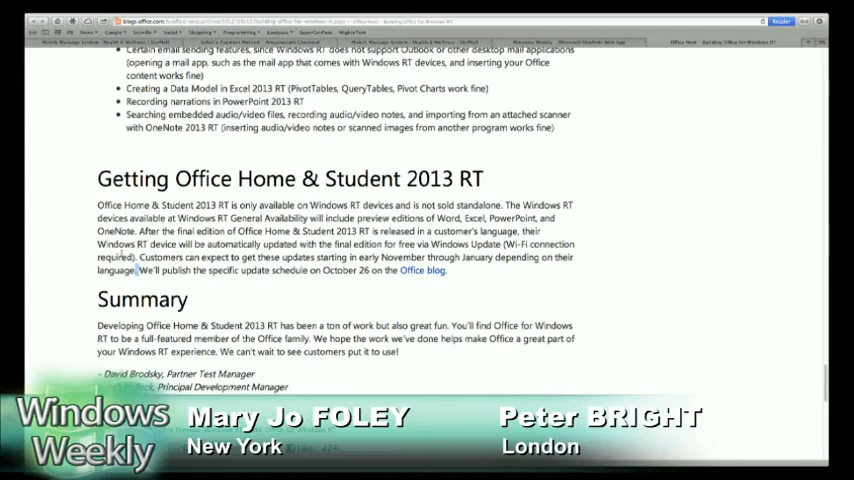 Certain email sending features, since Windows RT does not support Outlook or other desktop mail applications
(opening a mail app, such as the mail app that comes with Windows RT devices, and inserting your Office
content works fine)
Creating a Data Model in Excel 2013 RT (PivotTables, QueryTables, Pivot Charts work fine)
Recording narrations in PowerPoint 2013 RT
Searching embedded audio/video files, recording audio/video notes, and importing from an attached scanner
with OneNote 2013 RT (inserting audio/video notes or scanned images from another program works fine)
Getting Office Home & Student 2013 RT
Office Home & Student 2013 RT is only available on Windows RT devices and is not sold standalone. The Windows RT
devices available at Windows RT General Availability will include preview editions of Word, Excel, PowerPoint, and
OneNote. After the final edition of Office Home & Student 2013 RT is released in a customer's language, their
Windows RT device will be automatically updated with the final edition for free via Windows Update (Wi-Fi connection
required). Customers can expect to get these updates starting in early November through January depending on their
language. We'll publish the specific update schedule on October 26 on the Office blog.
Summary
Developing Office Home & Student 2013 RT has been a ton of work but also great fun. You'll find Office for Windows
RT to be a full-featured member of the Office family. We hope the work we've done helps make Office a great part of
your Windows RT experience. We can't wait to see customers put it to use!
- David Brodsky, Partner Test Manager
Principal Development Manager
Windows Weekly
Mary Jo FOLEY
New York
Peter BRIGHT
London